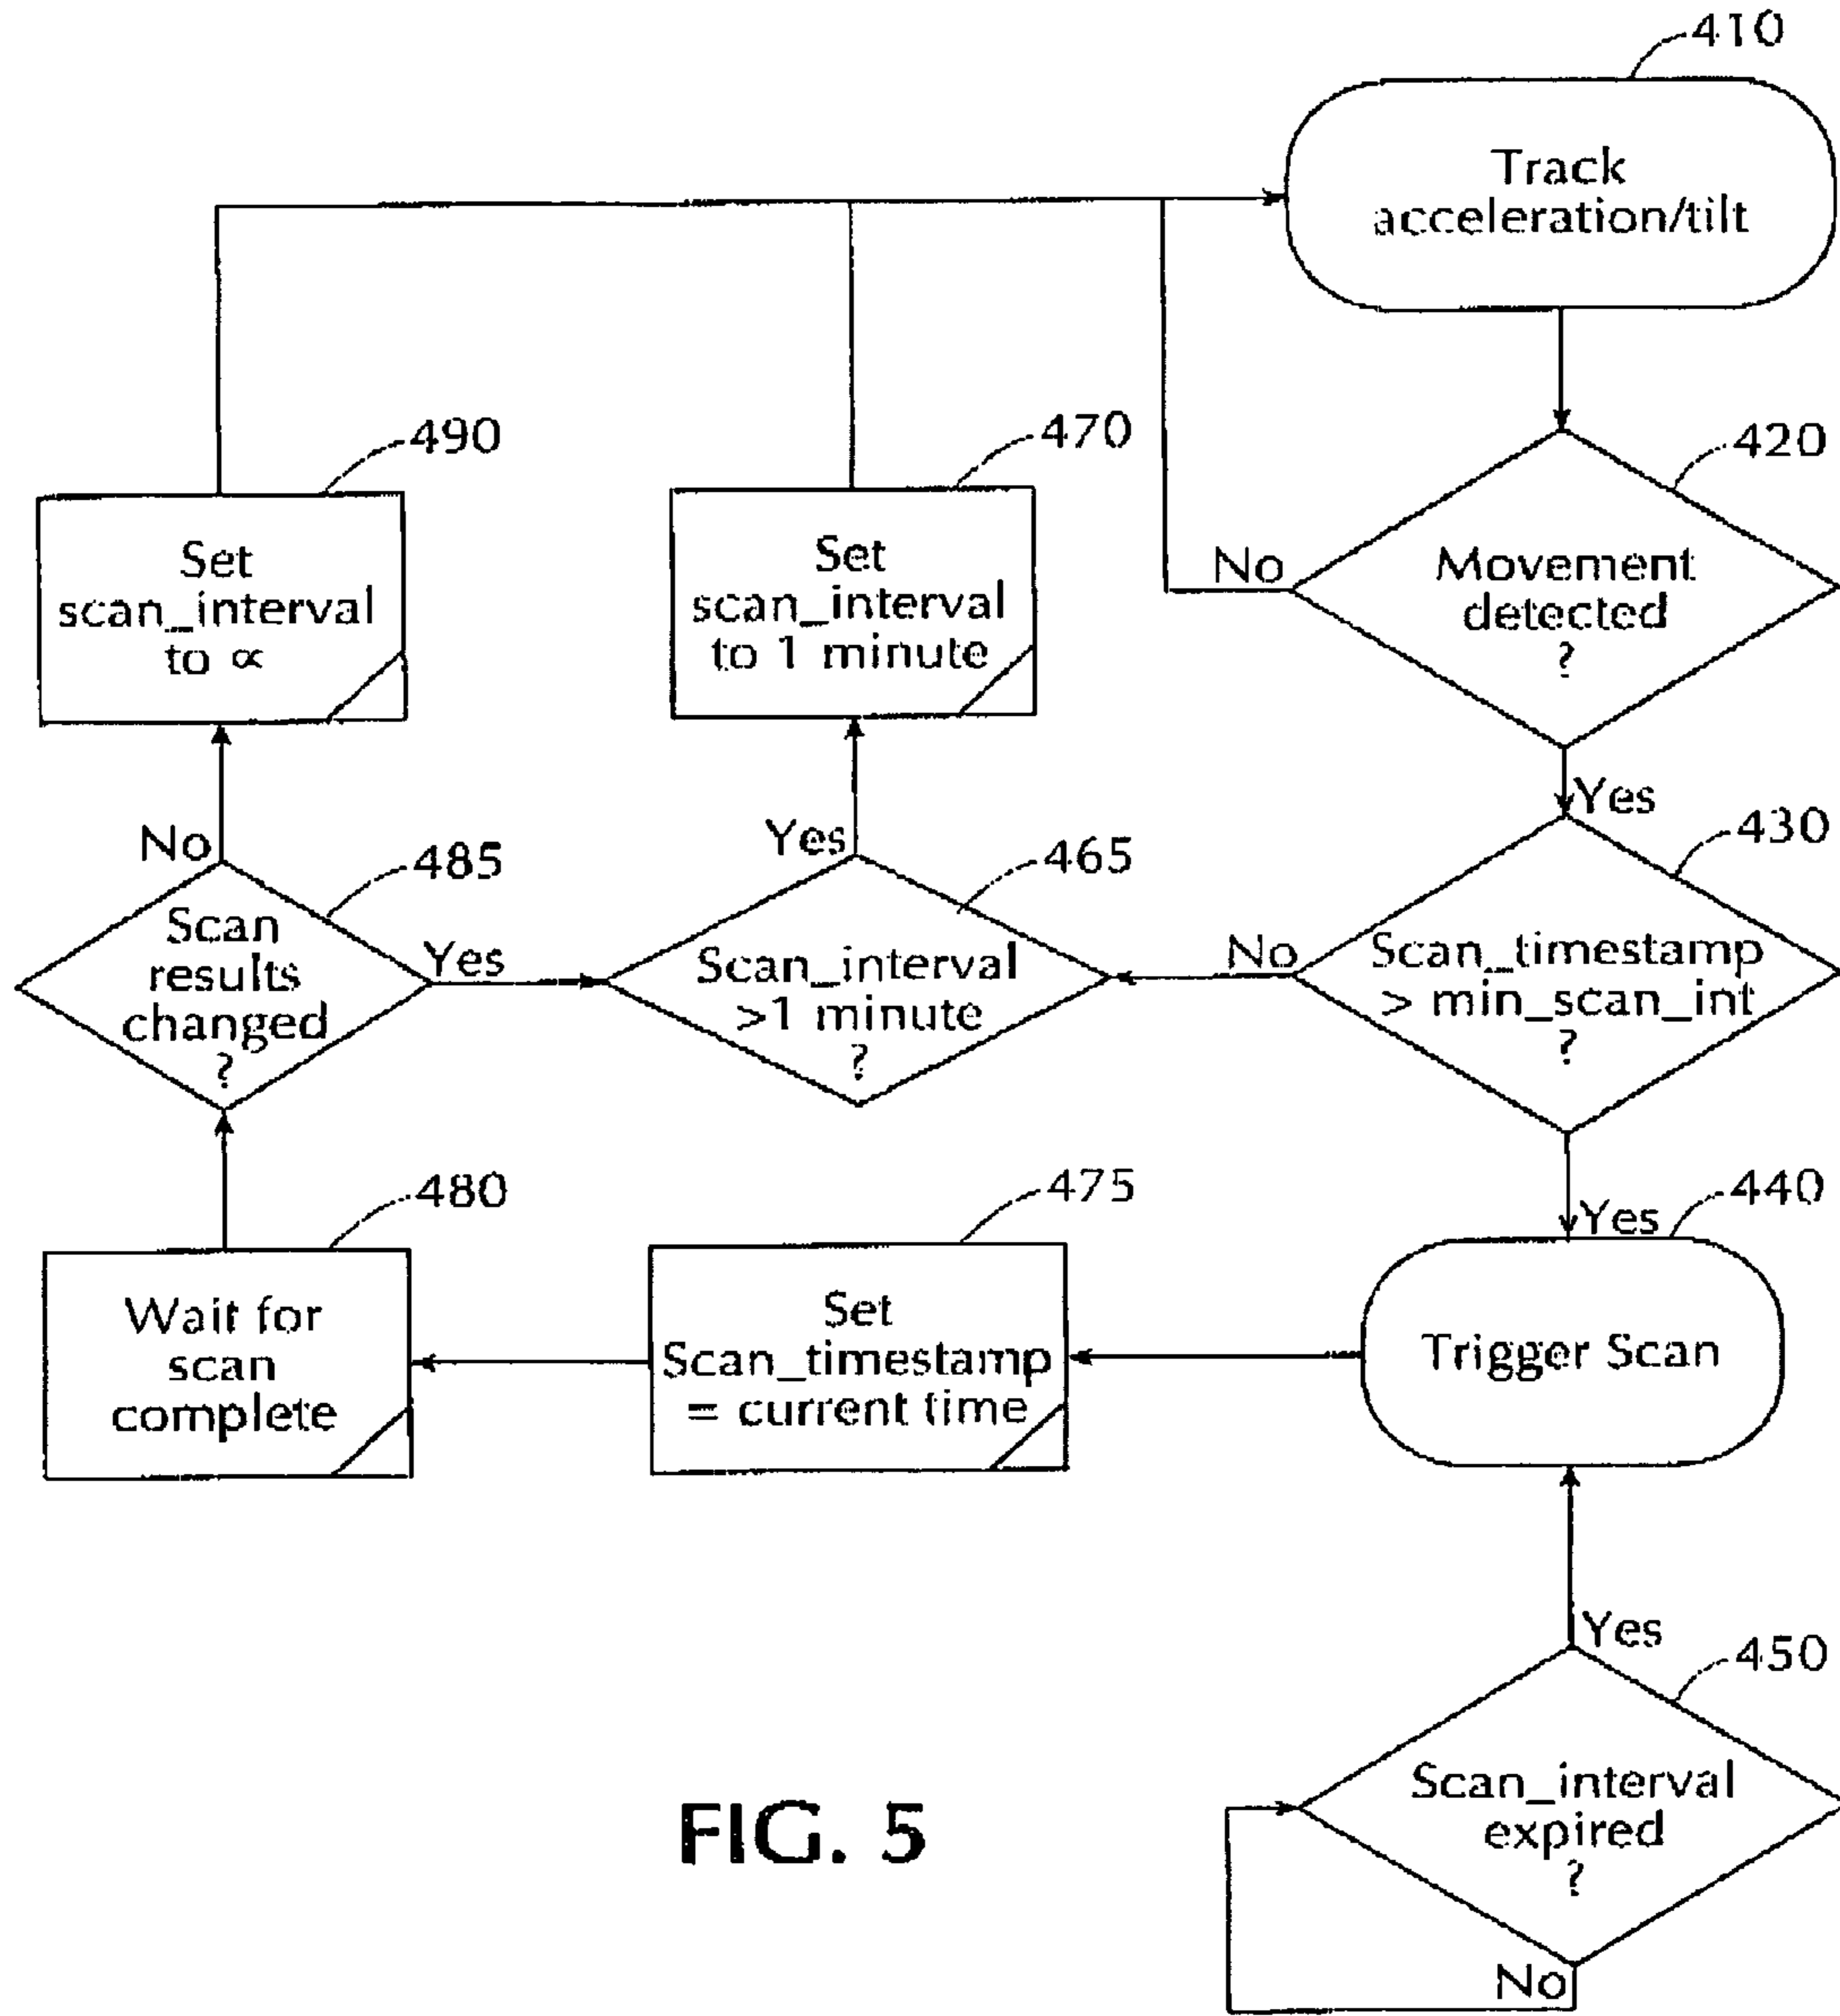 410
Track
acceleration/tilt
490
Set
scan_interval
to ∝
470
Set
scan_interval
to 1 minute
420
No
Movement
detected
?
Yes
No
485
Scan
results
changed
?
Yes
Yes
465
Scan_interval
>1 minute
?
No
430
Scan_timestamp
> min_scan_int
?
Yes
480
Wait for
scan
complete
475
Set
Scan_timestamp
= current time
440
Trigger Scan
Yes
450
Scan_interval
expired
?
No
FIG. 5